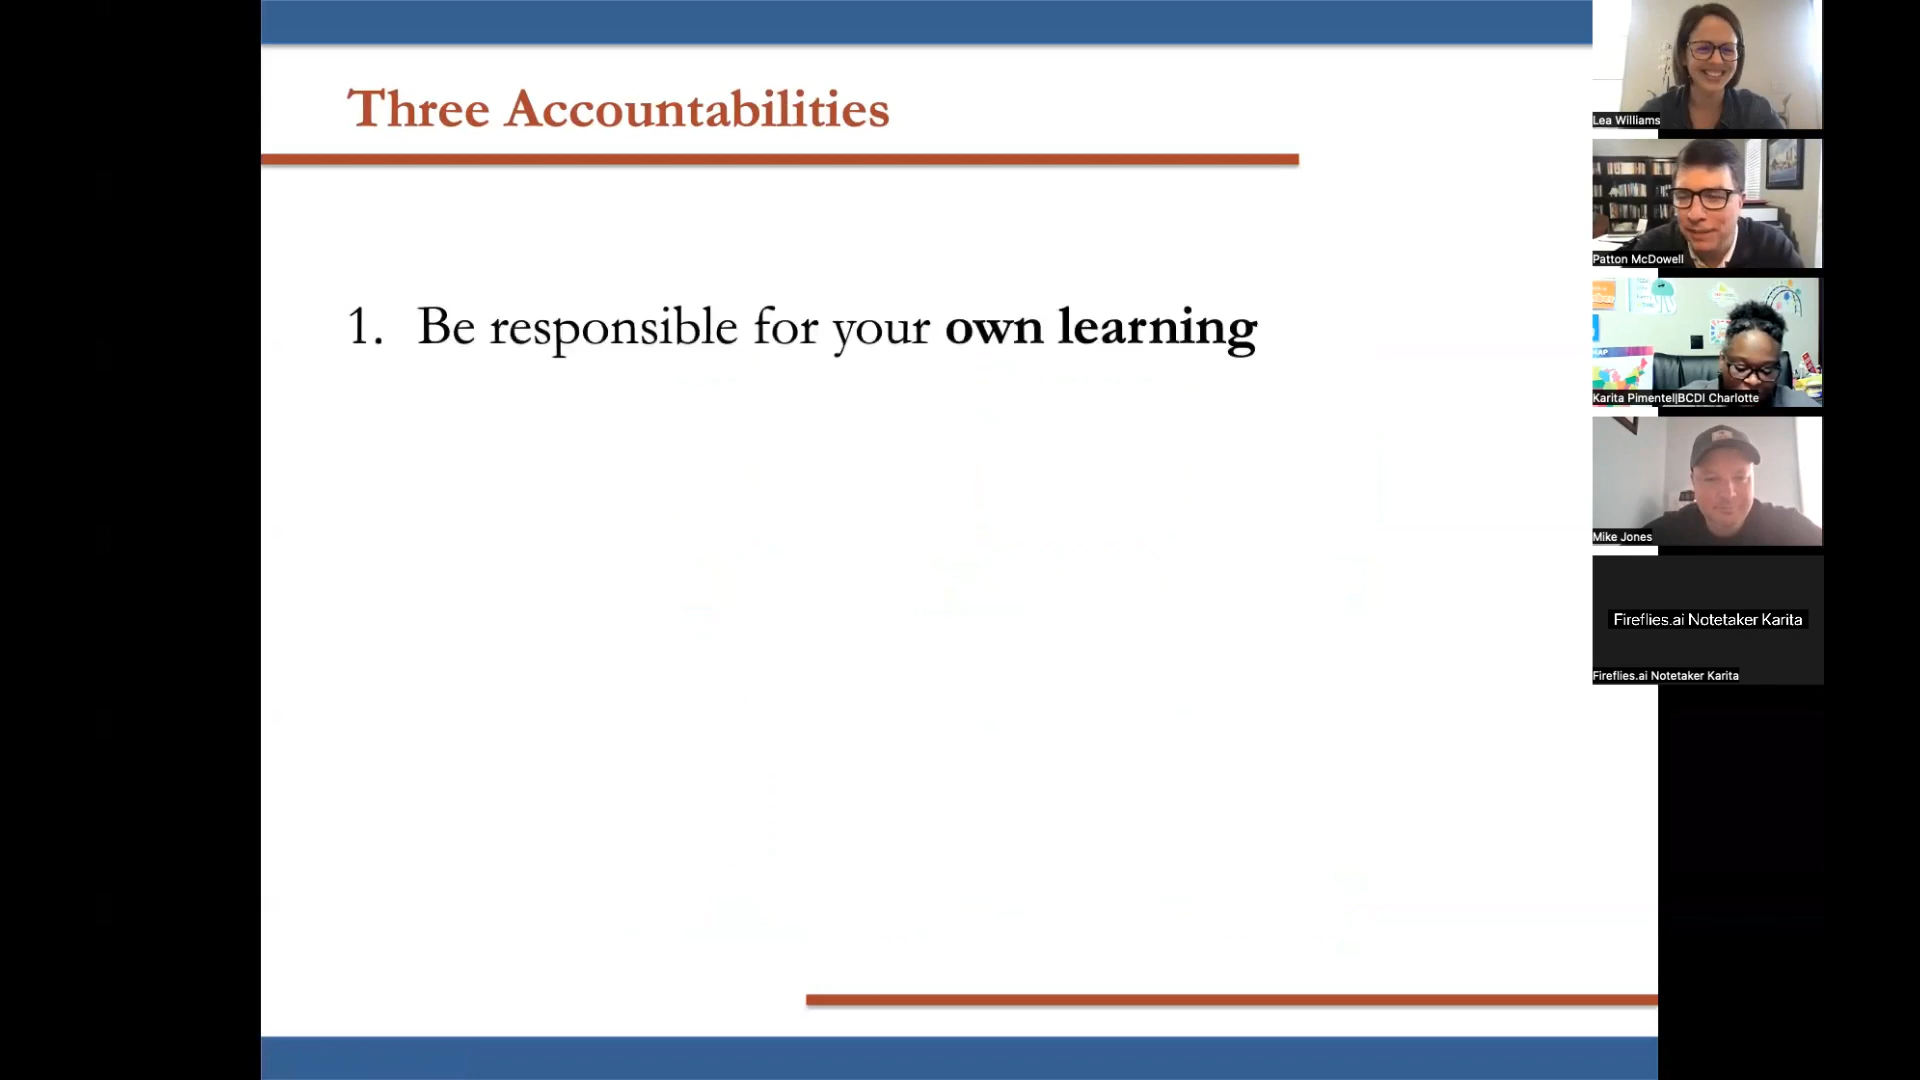 Three Accountabilities
1. Be responsible for your own learning
Lea Williams
Patton McDowell
Karita Pimentel|BCDI Charlotte
Mike Jones
Fireflies.ai Notetaker Karita
Fireflies.ai Notetaker Karita